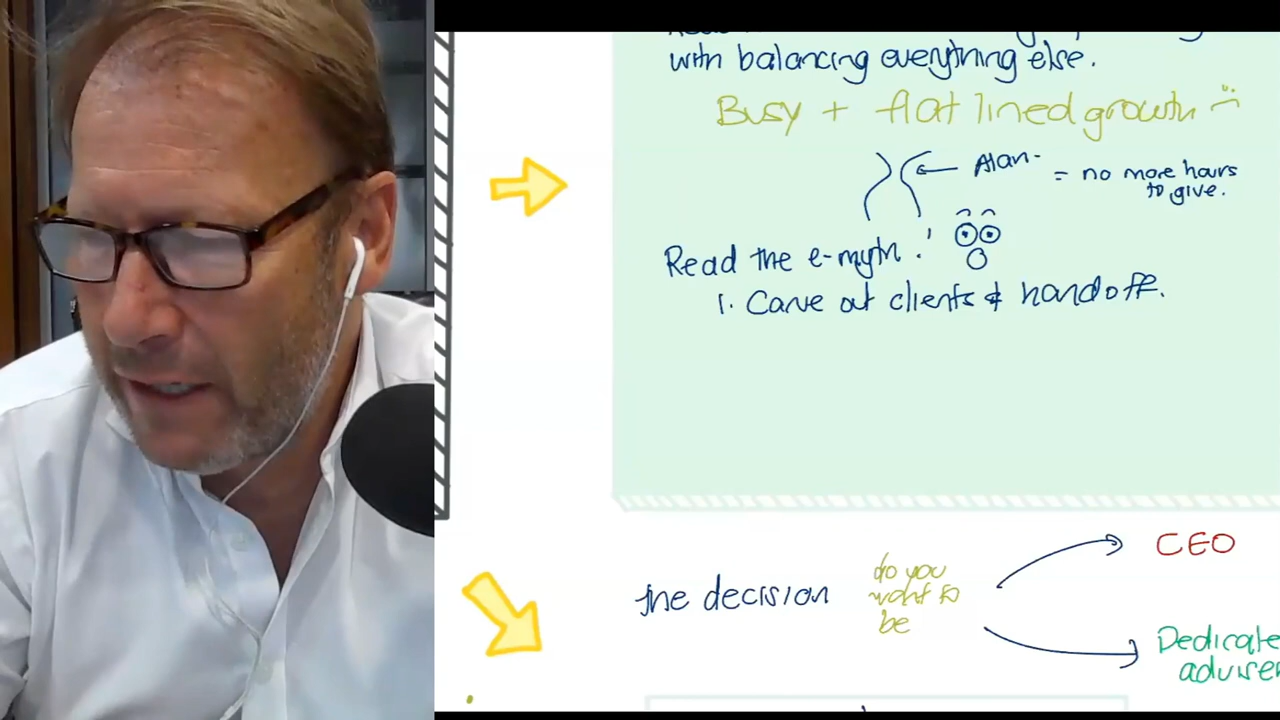 with balancing everything else.
Busy + flat lined growth
Alan.
= no more hours
to give.
Read the e-myth.
1. Carve out clients & handoff.
the decision
do you
want to
be
CEO
Dedicate
adviser